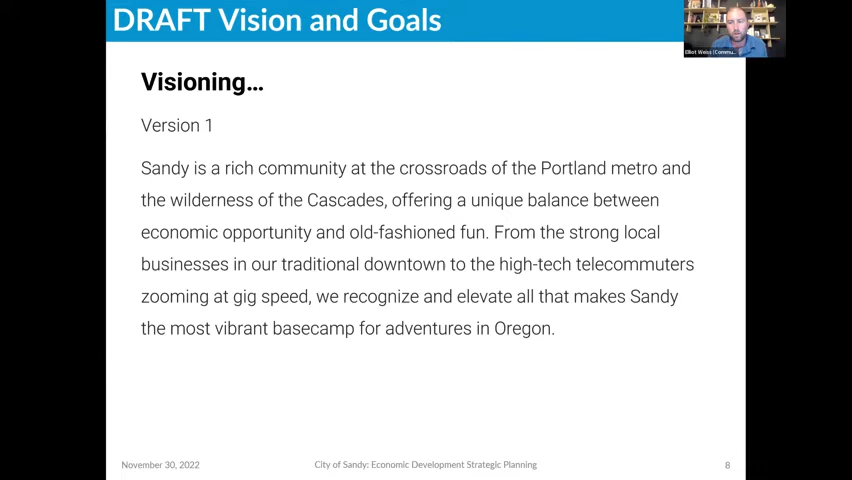 DRAFT Vision and Goals
Elliot Weiss (Commu...
Visioning...
Version 1
Sandy is a rich community at the crossroads of the Portland metro and
the wilderness of the Cascades, offering a unique balance between
economic opportunity and old-fashioned fun. From the strong local
businesses in our traditional downtown to the high-tech telecommuters
zooming at gig speed, we recognize and elevate all that makes Sandy
the most vibrant basecamp for adventures in Oregon.
November 30, 2022
City of Sandy: Economic Development Strategic Planning
8